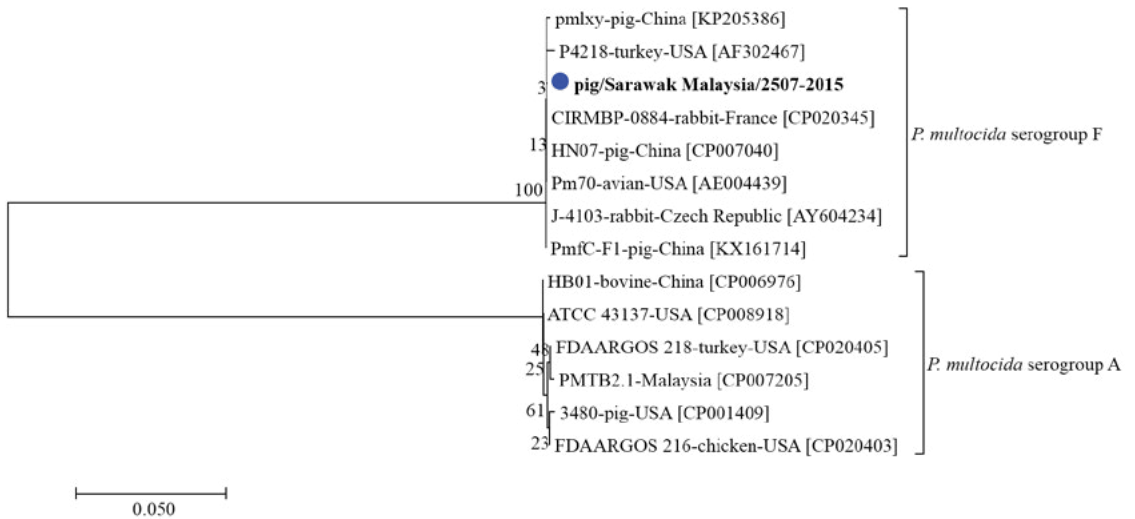 pmlxy-pig-China [KP205386]
P4218-turkey-USA [AF302467]
3
pig/Sarawak Malaysia/2507-2015
CIRMBP-0884-rabbit-France [CP020345]
P. multocida serogroup F
13
HN07-pig-China [CP007040]
100
Pm70-avian-USA [AE004439]
J-4103-rabbit-Czech Republic [AY604234]
PmfC-F1-pig-China [KX161714]
HB01-bovine-China [CP006976]
ATCC 43137-USA [CP008918]
48
FDAARGOS 218-turkey-USA [CP020405]
25
P. multocida serogroup A
PMTB2.1-Malaysia [CP007205]
61
3480-pig-USA [CP001409]
23
FDAARGOS 216-chicken-USA [CP020403]
0.050